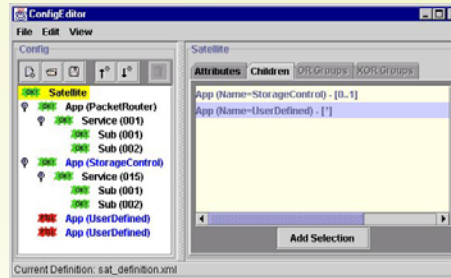 ConfigEditor
File Edit View
Config
Satellite
App (PacketRouter)
Service (001)
Sub (001)
Sub (002)
App (StorageControl)
Service (015)
Sub (001)
Sub (002)
App (UserDefined)
App (UserDefined)
Satellite
Attributes Children OR Groups XOR Groups
App (Name=StorageControl) - [0..1]
App (Name=UserDefined) - [*]
Add Selection
Current Definition: sat_definition.xml